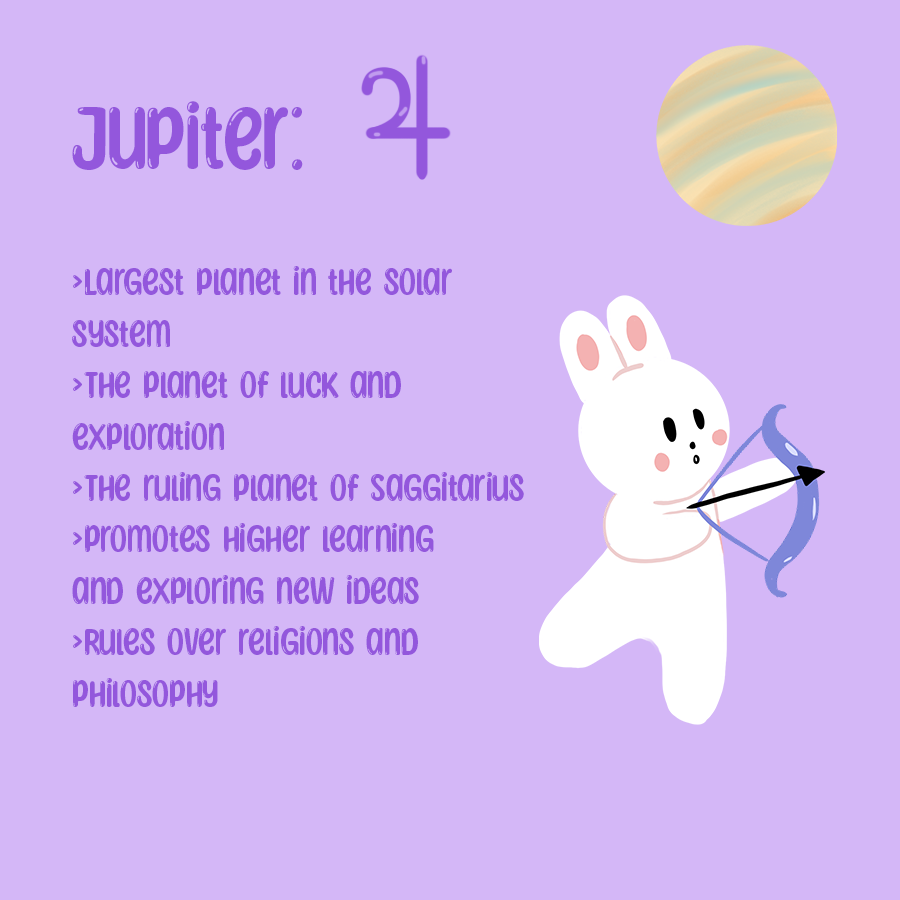 Jupiter: ♃
>Largest planet in the solar
system
>The planet of luck and
exploration
>The ruling planet of Saggitarius
>Promotes higher learning
and exploring new ideas
>Rules over religions and
philosophy